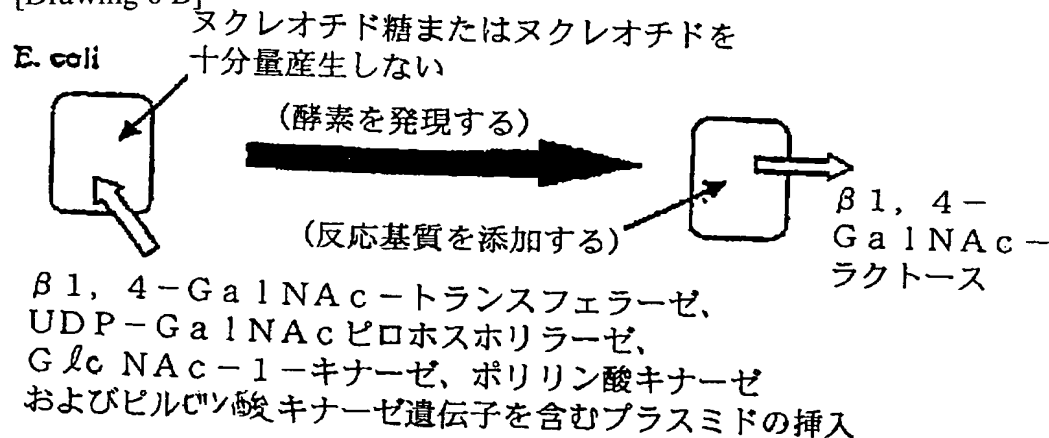 [Drawing 6 B]
ヌクレオチド糖またはヌクレオチドを
十分量産生しない
E. coli
(酵素を発現する)
(反応基質を添加する)
β1, 4-
GalNAc-
ラクトース
β1, 4-GalNAc-トランスフェラーゼ、
UDP-GalNAcピロホスホリラーゼ、
GlcNAc-1-キナーゼ、ポリリン酸キナーゼ
およびピルビン酸キナーゼ遺伝子を含むプラスミドの挿入